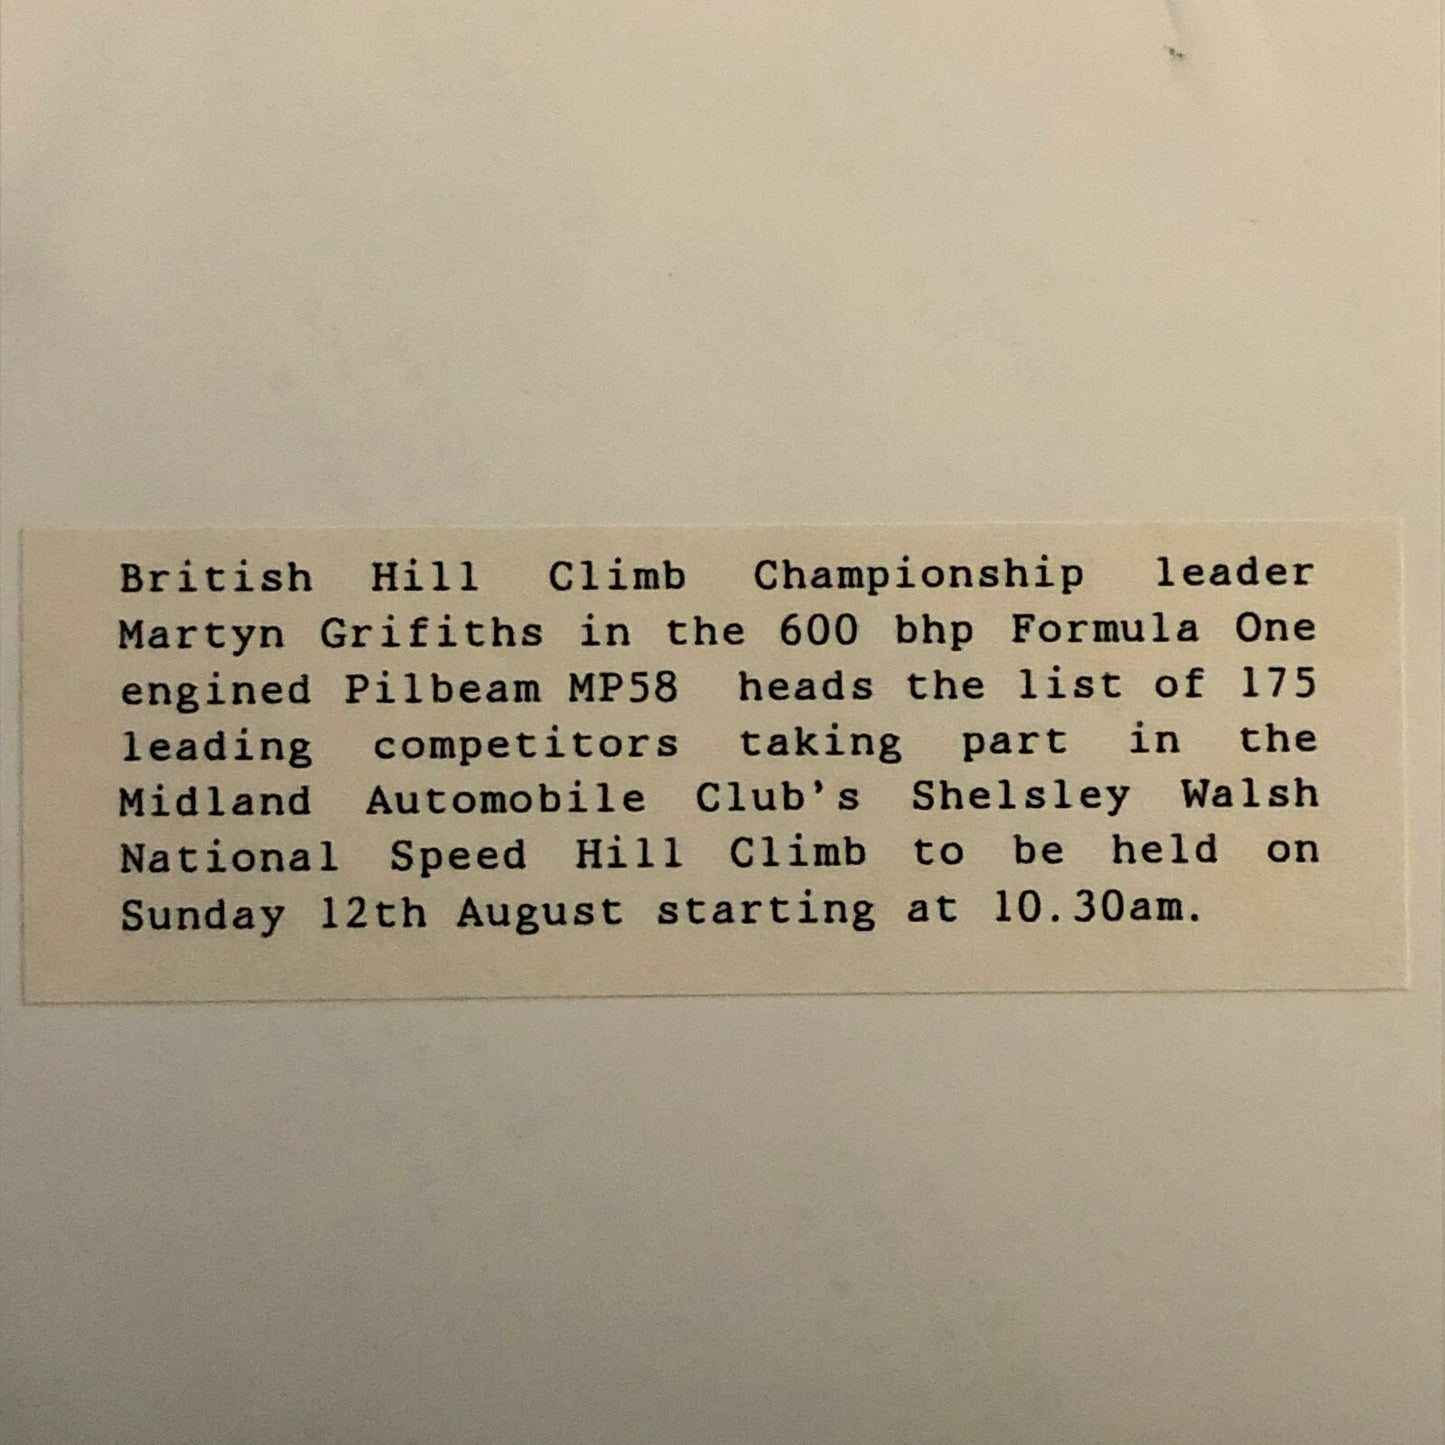 British Hill Climb Championship leader
Martyn Grifiths in the 600 bhp Formula One
engined Pilbeam MP58 heads the list of 175
leading competitors taking part in the
Midland Automobile Club's Shelsley Walsh
National Speed Hill Climb to be held on
Sunday 12th August starting at 10.30am.